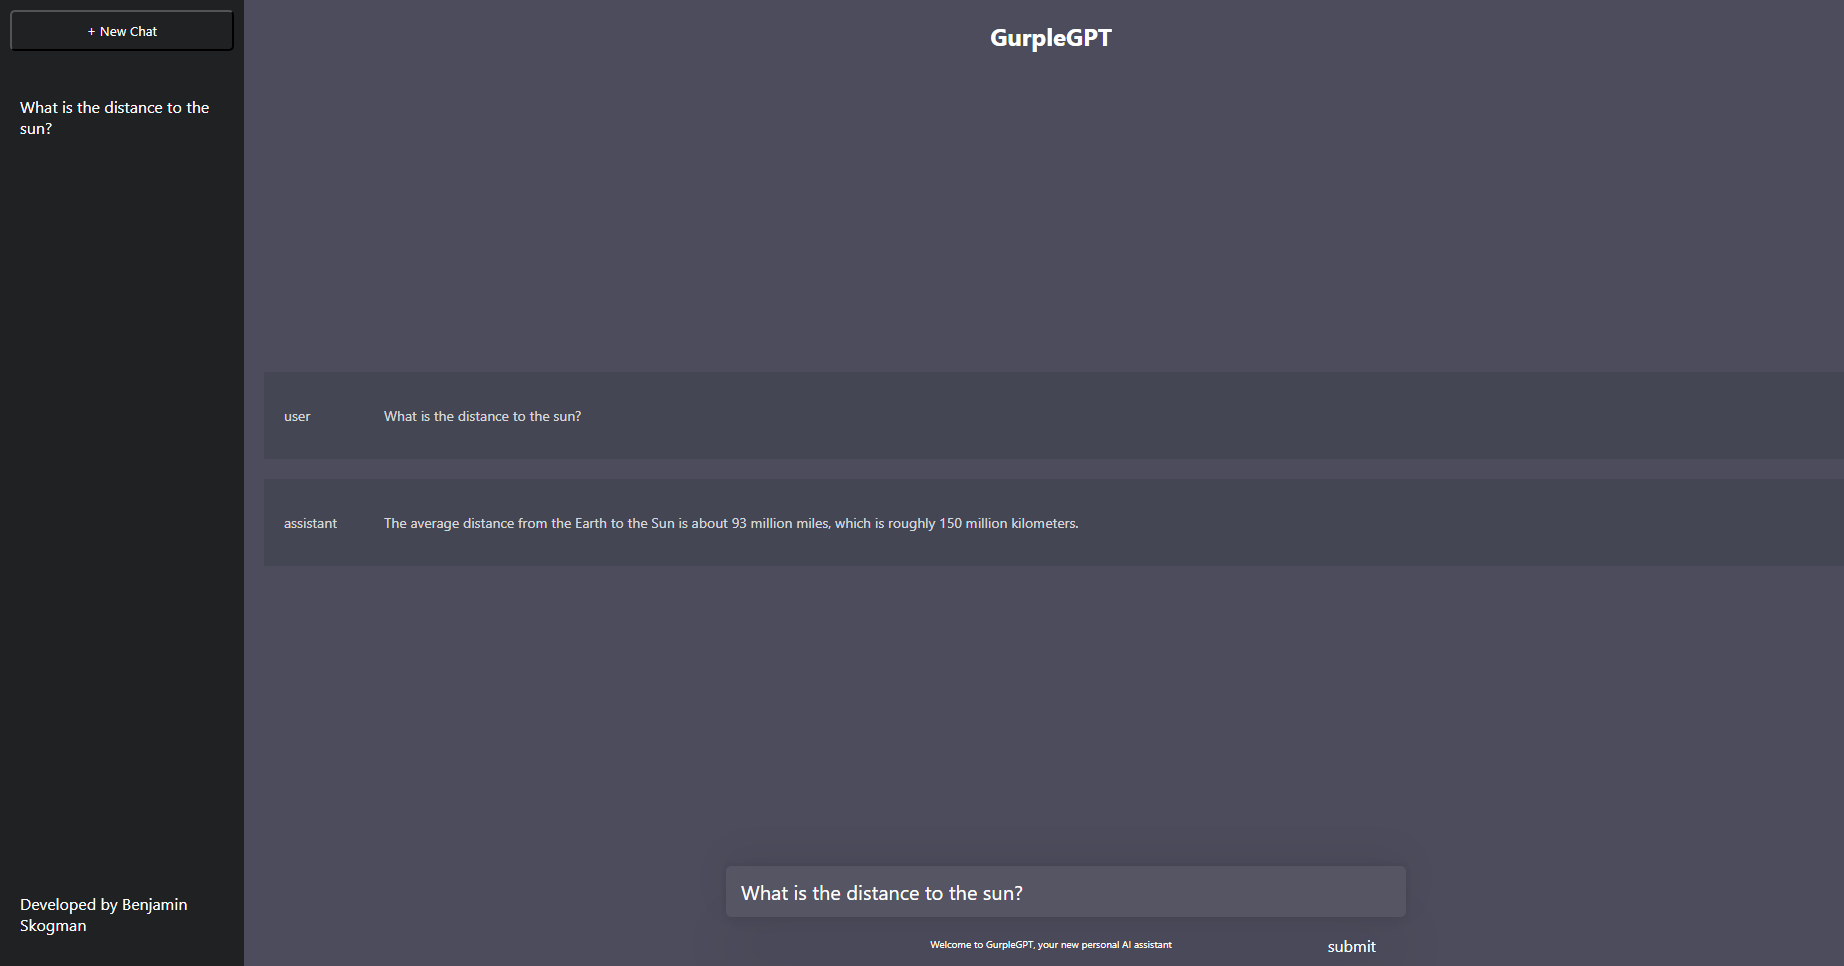 + New Chat
What is the distance to the
sun?
Developed by Benjamin
Skogman
GurpleGPT
user What is the distance to the sun?
assistant The average distance from the Earth to the Sun is about 93 million miles, which is roughly 150 million kilometers.
What is the distance to the sun?
Welcome to GurpleGPT, your new personal AI assistant
submit